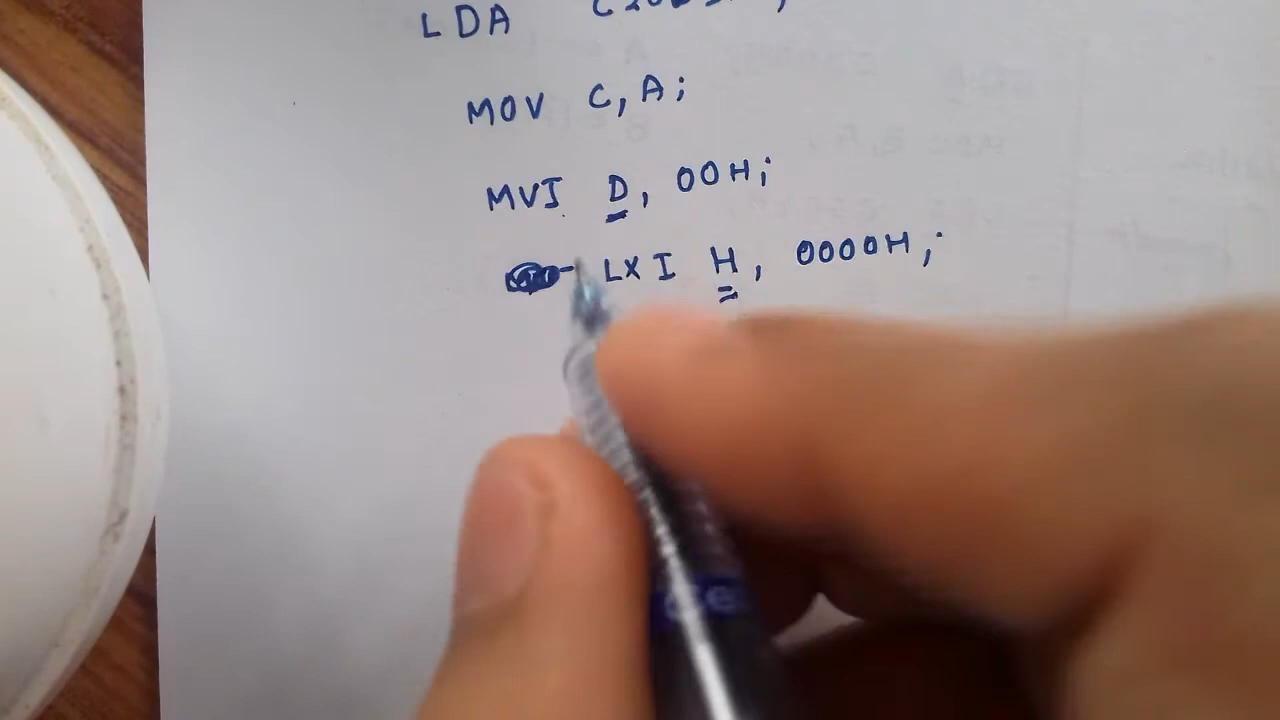 LDA
MOV C, A;
MVI D, 00H;
LXI H, 0000H;